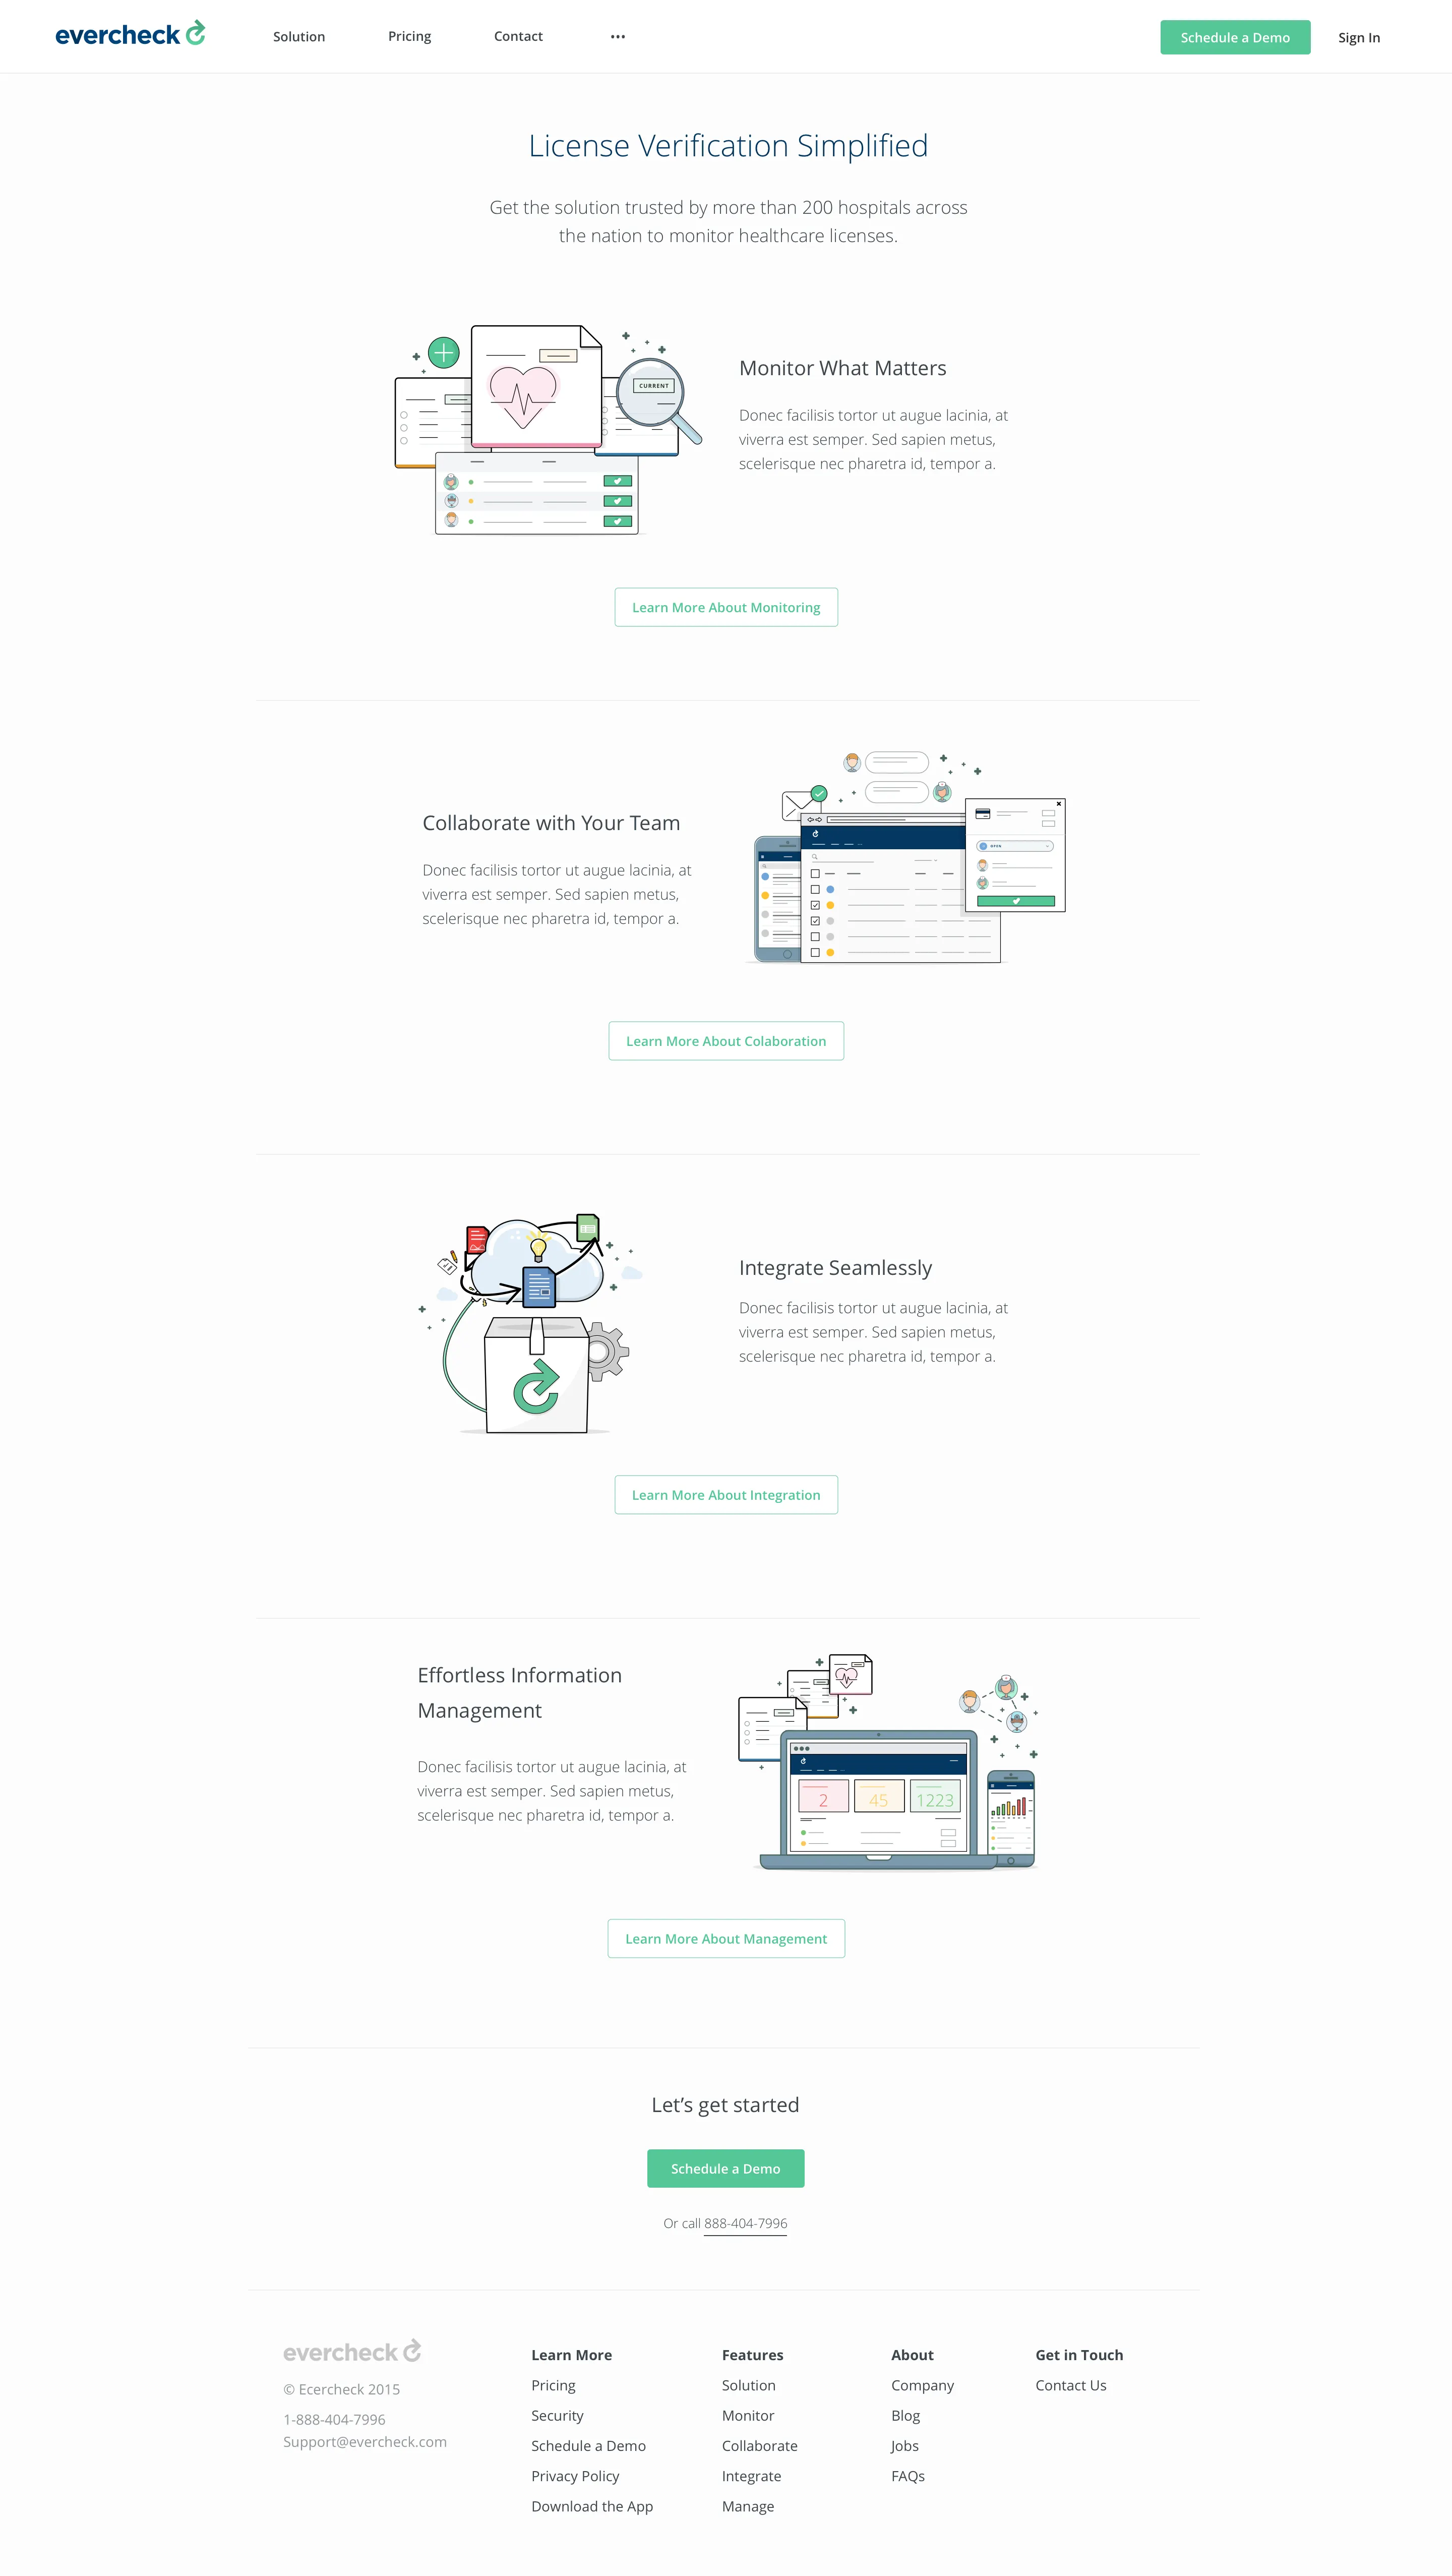 evercheck
Solution
Pricing
Contact
•••
Schedule a Demo
Sign In
License Verification Simplified
Get the solution trusted by more than 200 hospitals across
the nation to monitor healthcare licenses.
CURRENT
Monitor What Matters
Donec facilisis tortor ut augue lacinia, at
viverra est semper. Sed sapien metus,
scelerisque nec pharetra id, tempor a.
Learn More About Monitoring
Collaborate with Your Team
Donec facilisis tortor ut augue lacinia, at
viverra est semper. Sed sapien metus,
scelerisque nec pharetra id, tempor a.
OPEN
Learn More About Colaboration
Integrate Seamlessly
Donec facilisis tortor ut augue lacinia, at
viverra est semper. Sed sapien metus,
scelerisque nec pharetra id, tempor a.
Learn More About Integration
Effortless Information
Management
Donec facilisis tortor ut augue lacinia, at
viverra est semper. Sed sapien metus,
scelerisque nec pharetra id, tempor a.
2
45
1223
Learn More About Management
Let’s get started
Schedule a Demo
Or call 888-404-7996
evercheck
© Ecercheck 2015
1-888-404-7996
Support@evercheck.com
Learn More
Pricing
Security
Schedule a Demo
Privacy Policy
Download the App
Features
Solution
Monitor
Collaborate
Integrate
Manage
About
Company
Blog
Jobs
FAQs
Get in Touch
Contact Us